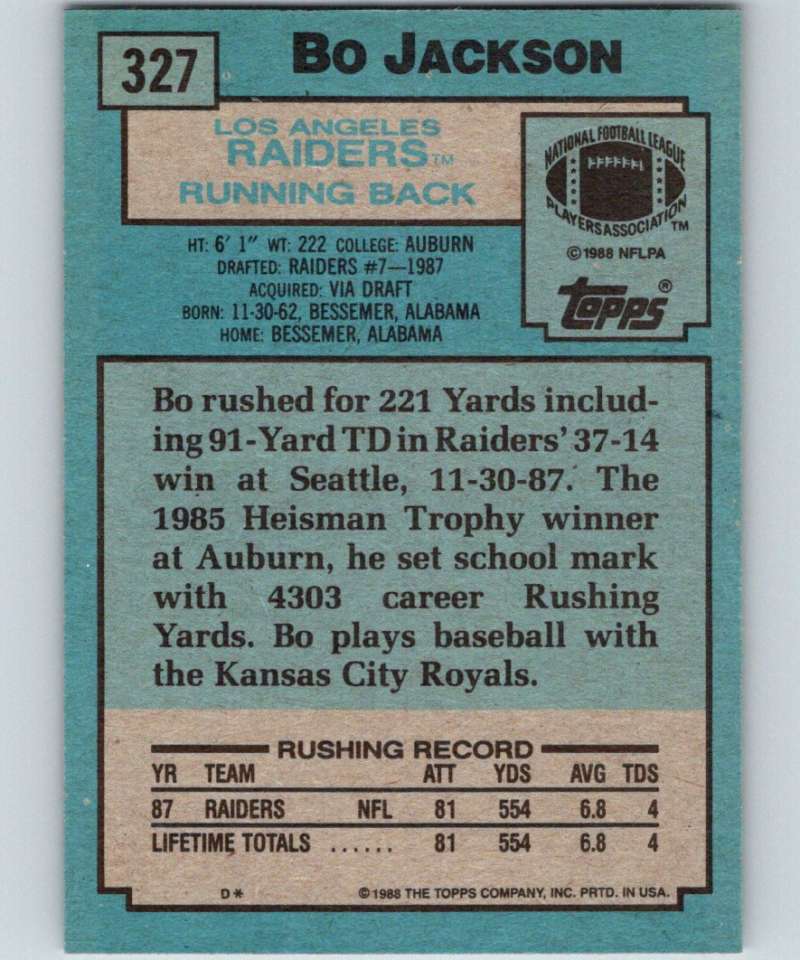 327
BO JACKSON
LOS ANGELES
RAIDERS™
RUNNING BACK
NATIONAL FOOTBALL LEAGUE
PLAYERS ASSOCIATION™
©1988 NFLPA
Topps®
HT: 6' 1" WT: 222 COLLEGE: AUBURN
DRAFTED: RAIDERS #7—1987
ACQUIRED: VIA DRAFT
BORN: 11-30-62, BESSEMER, ALABAMA
HOME: BESSEMER, ALABAMA
Bo rushed for 221 Yards includ-
ing 91-Yard TD in Raiders' 37-14
win at Seattle, 11-30-87. The
1985 Heisman Trophy winner
at Auburn, he set school mark
with 4303 career Rushing
Yards. Bo plays baseball with
the Kansas City Royals.
RUSHING RECORD
YR TEAM ATT YDS AVG TDS
87 RAIDERS NFL 81 554 6.8 4
LIFETIME TOTALS ...... 81 554 6.8 4
D* ©1988 THE TOPPS COMPANY, INC. PRTD. IN USA.